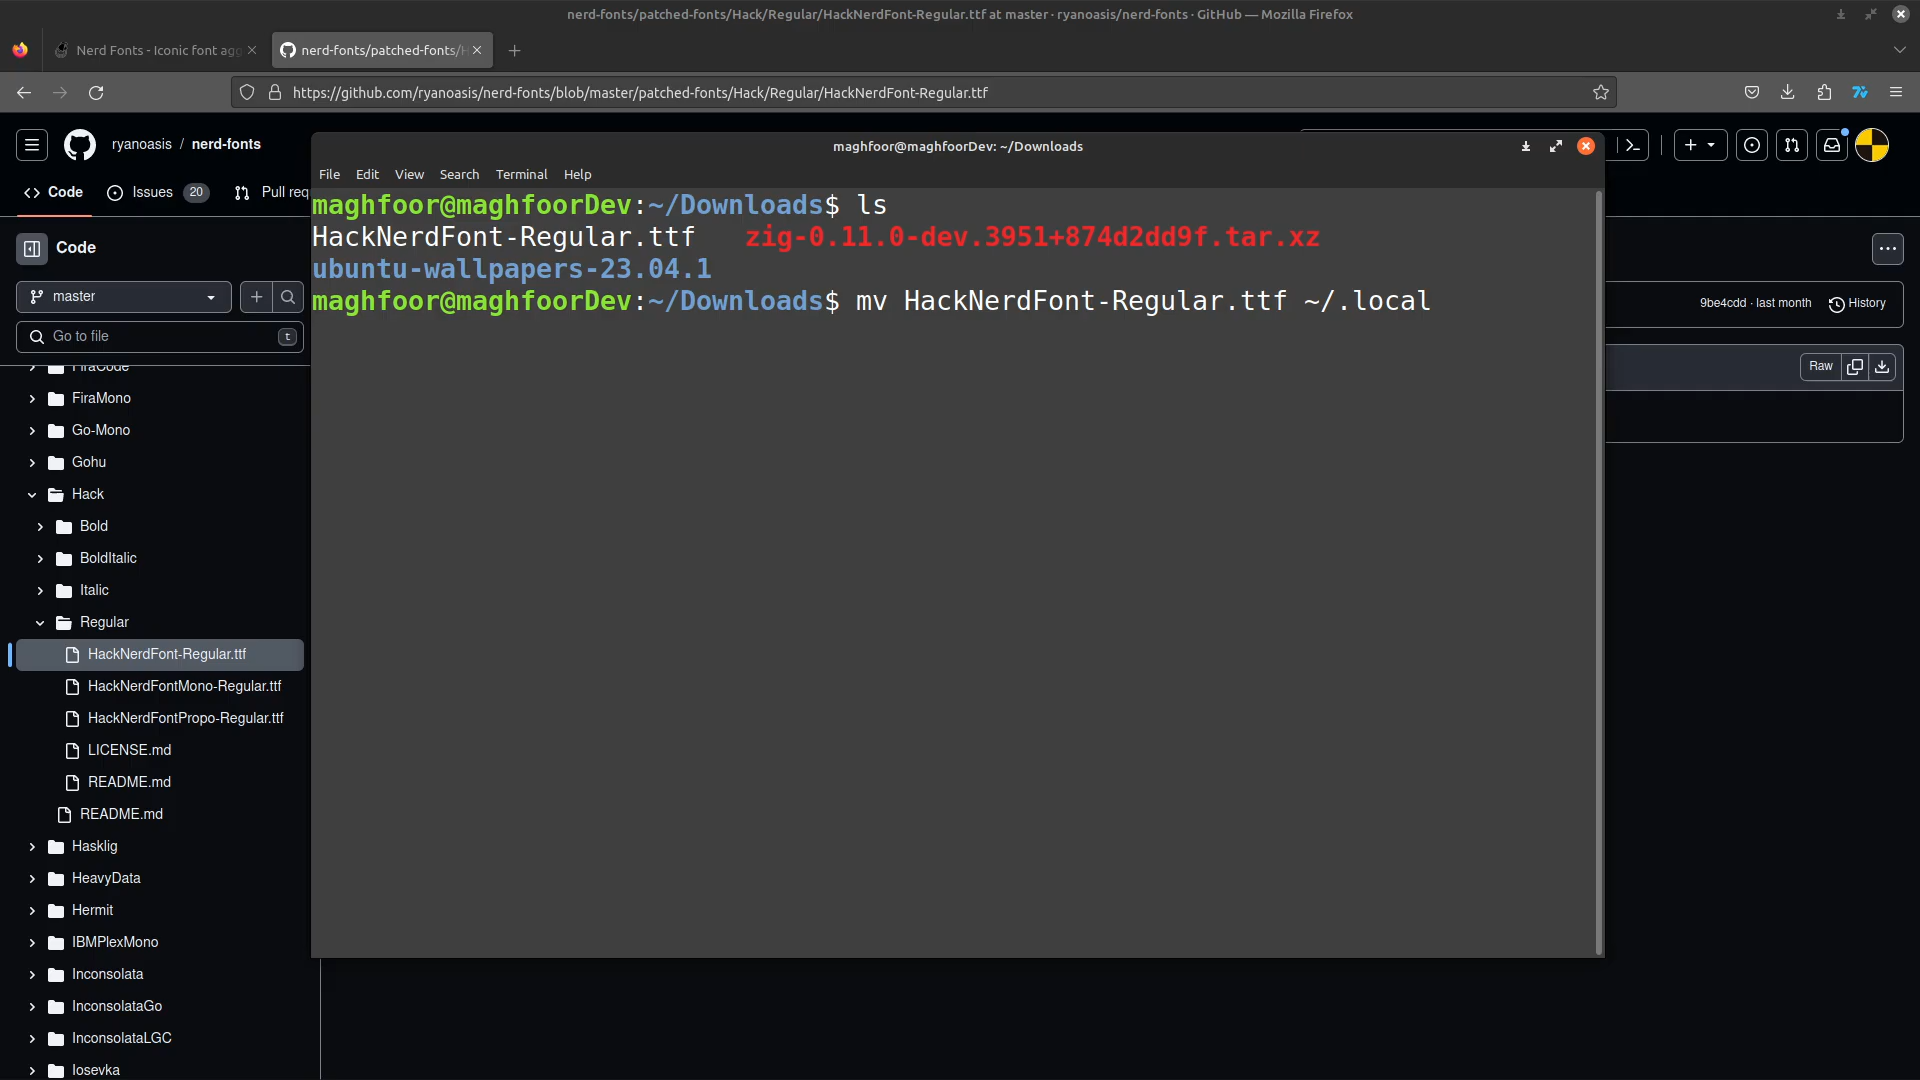 nerd-fonts/patched-fonts/Hack/Regular/HackNerdFont-Regular.ttf at master · ryanoasis/nerd-fonts · GitHub — Mozilla Firefox
Nerd Fonts - Iconic font agg
nerd-fonts/patched-fonts/H
https://github.com/ryanoasis/nerd-fonts/blob/master/patched-fonts/Hack/Regular/HackNerdFont-Regular.ttf
ryanoasis / nerd-fonts
Code
Issues 20
Pull req
Code
master
Go to file
t
FiraCode
FiraMono
Go-Mono
Gohu
Hack
Bold
BoldItalic
Italic
Regular
HackNerdFont-Regular.ttf
HackNerdFontMono-Regular.ttf
HackNerdFontPropo-Regular.ttf
LICENSE.md
README.md
README.md
Hasklig
HeavyData
Hermit
IBMPlexMono
Inconsolata
InconsolataGo
InconsolataLGC
Iosevka
maghfoor@maghfoorDev: ~/Downloads
File Edit View Search Terminal Help
maghfoor@maghfoorDev:~/Downloads$ ls
HackNerdFont-Regular.ttf zig-0.11.0-dev.3951+874d2dd9f.tar.xz
ubuntu-wallpapers-23.04.1
maghfoor@maghfoorDev:~/Downloads$ mv HackNerdFont-Regular.ttf ~/.local
9be4cdd · last month
History
Raw